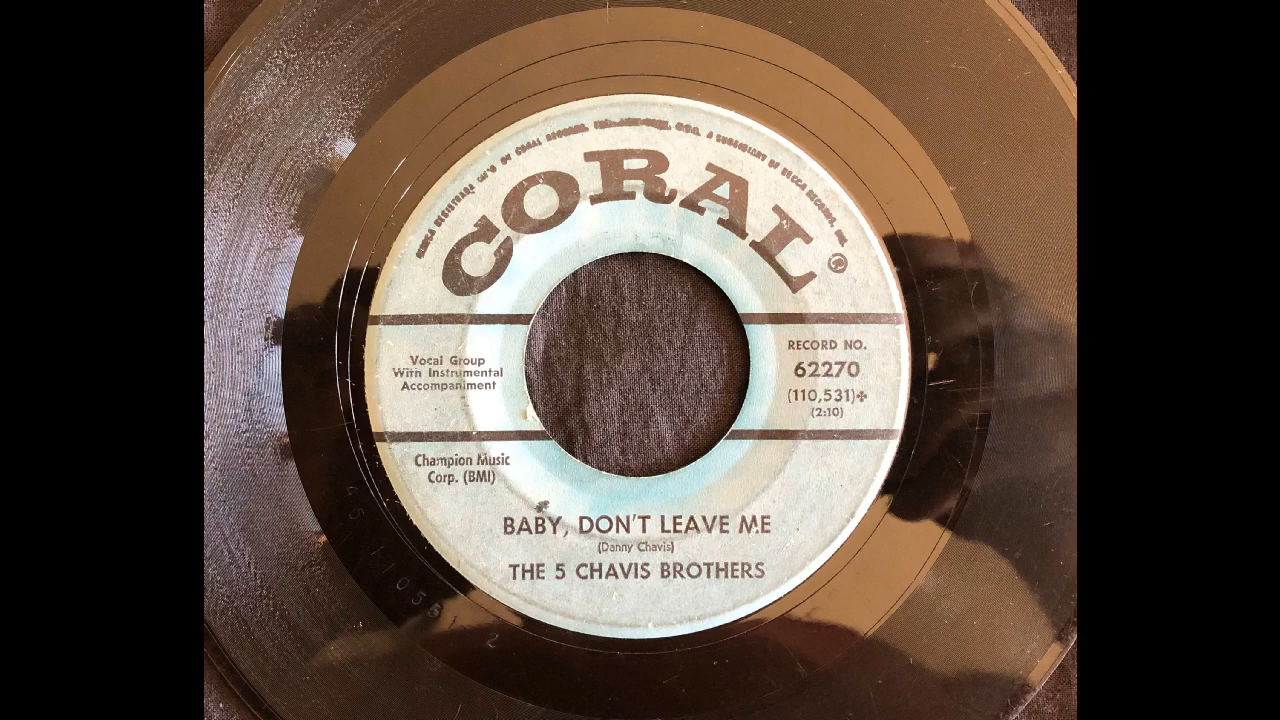 CORAL
Vocal Group
With Instrumental
Accompaniment
RECORD NO.
62270
(110,531)✤
(2:10)
Champion Music
Corp. (BMI)
BABY, DON'T LEAVE ME
(Danny Chavis)
THE 5 CHAVIS BROTHERS